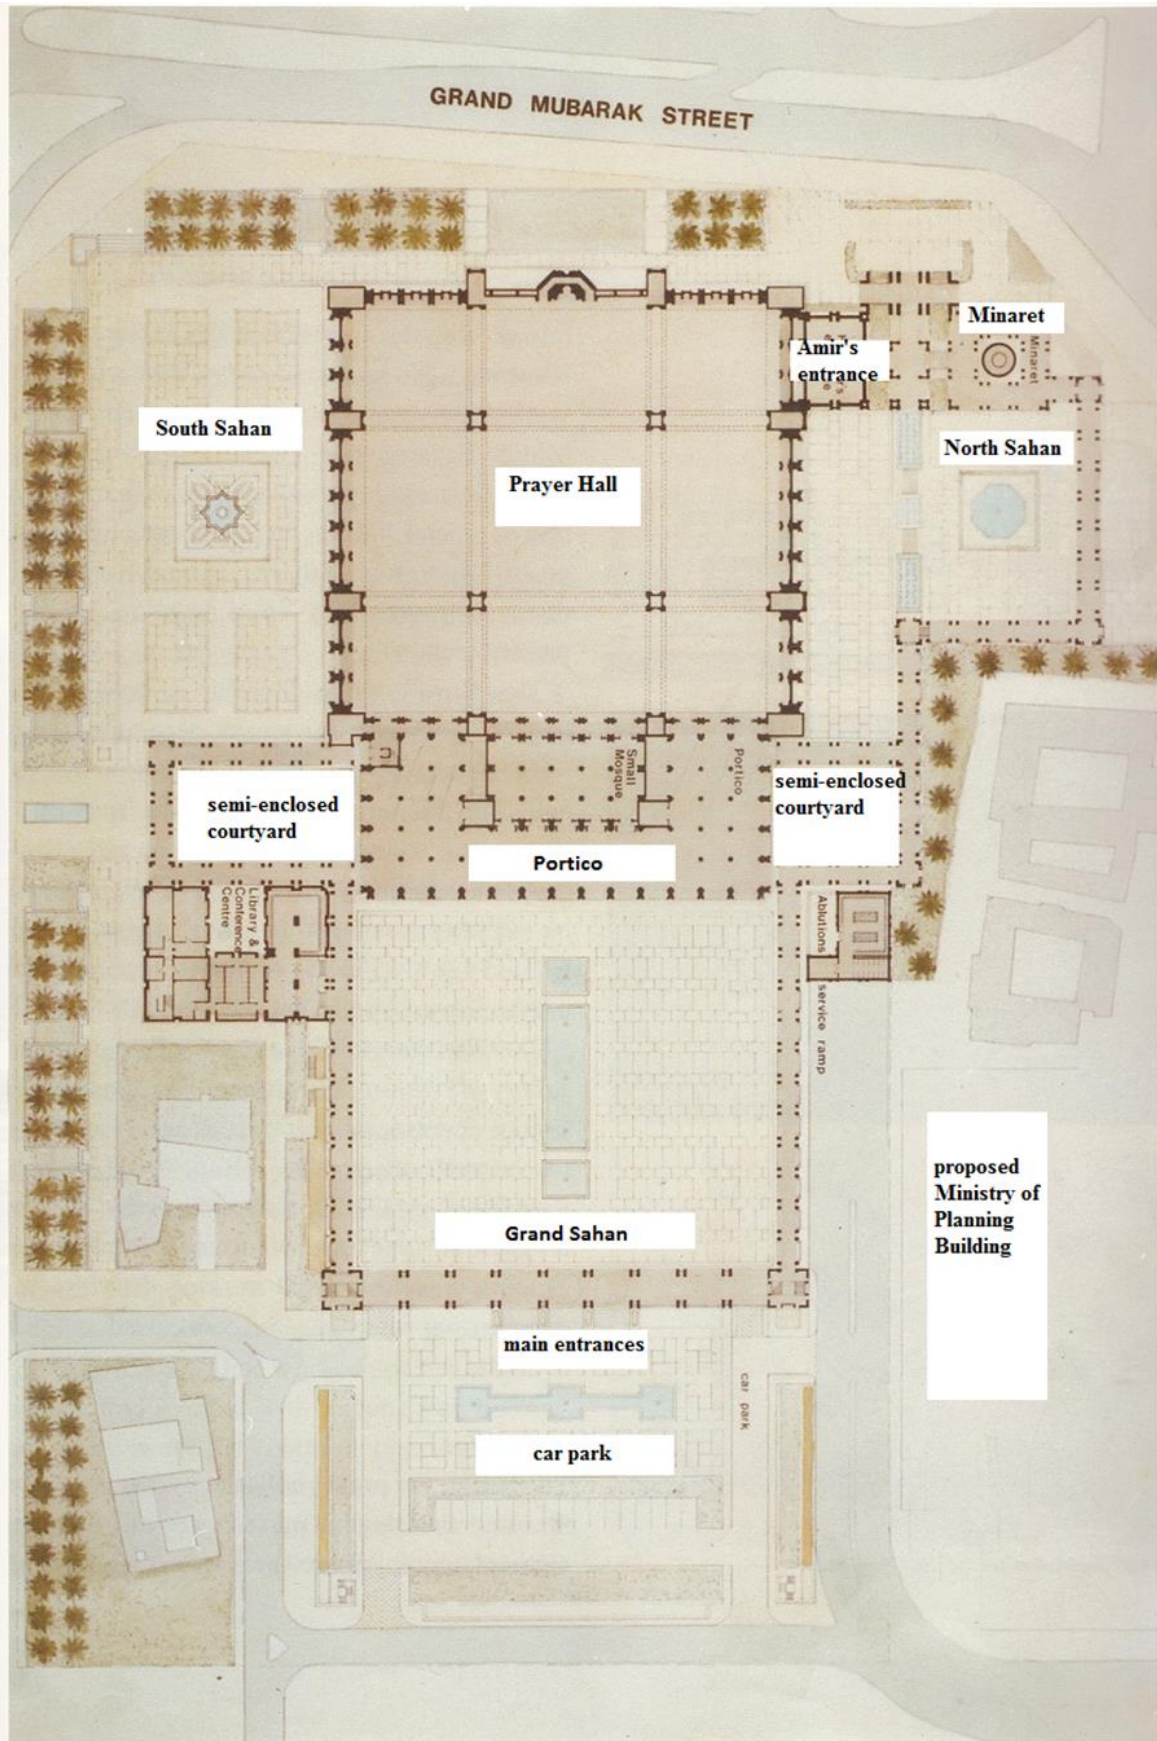 GRAND MUBARAK STREET
Minaret
Amir's
entrance
Minaret
South Sahan
North Sahan
Prayer Hall
Small
Mosque
Portico
semi-enclosed
courtyard
semi-enclosed
courtyard
Portico
Library &
Conference
Centre
Ablutions
service ramp
proposed
Ministry of
Planning
Building
Grand Sahan
main entrances
car park
car park